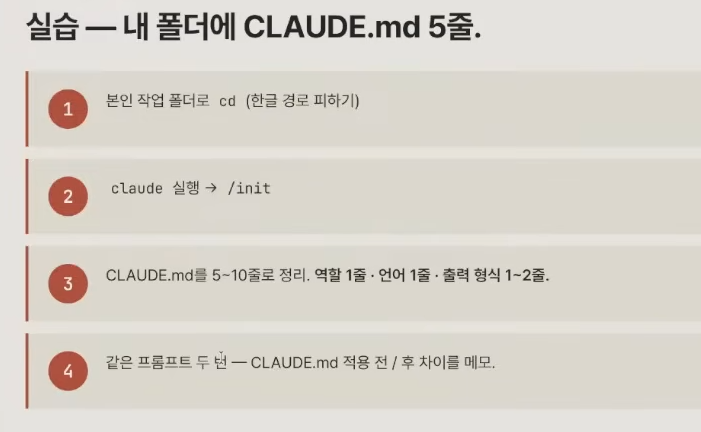 실습 — 내 폴더에 CLAUDE.md 5줄.
1
본인 작업 폴더로 cd (한글 경로 피하기)
2
claude 실행 → /init
3
CLAUDE.md를 5~10줄로 정리. 역할 1줄 · 언어 1줄 · 출력 형식 1~2줄.
4
같은 프롬프트 두 번 — CLAUDE.md 적용 전 / 후 차이를 메모.